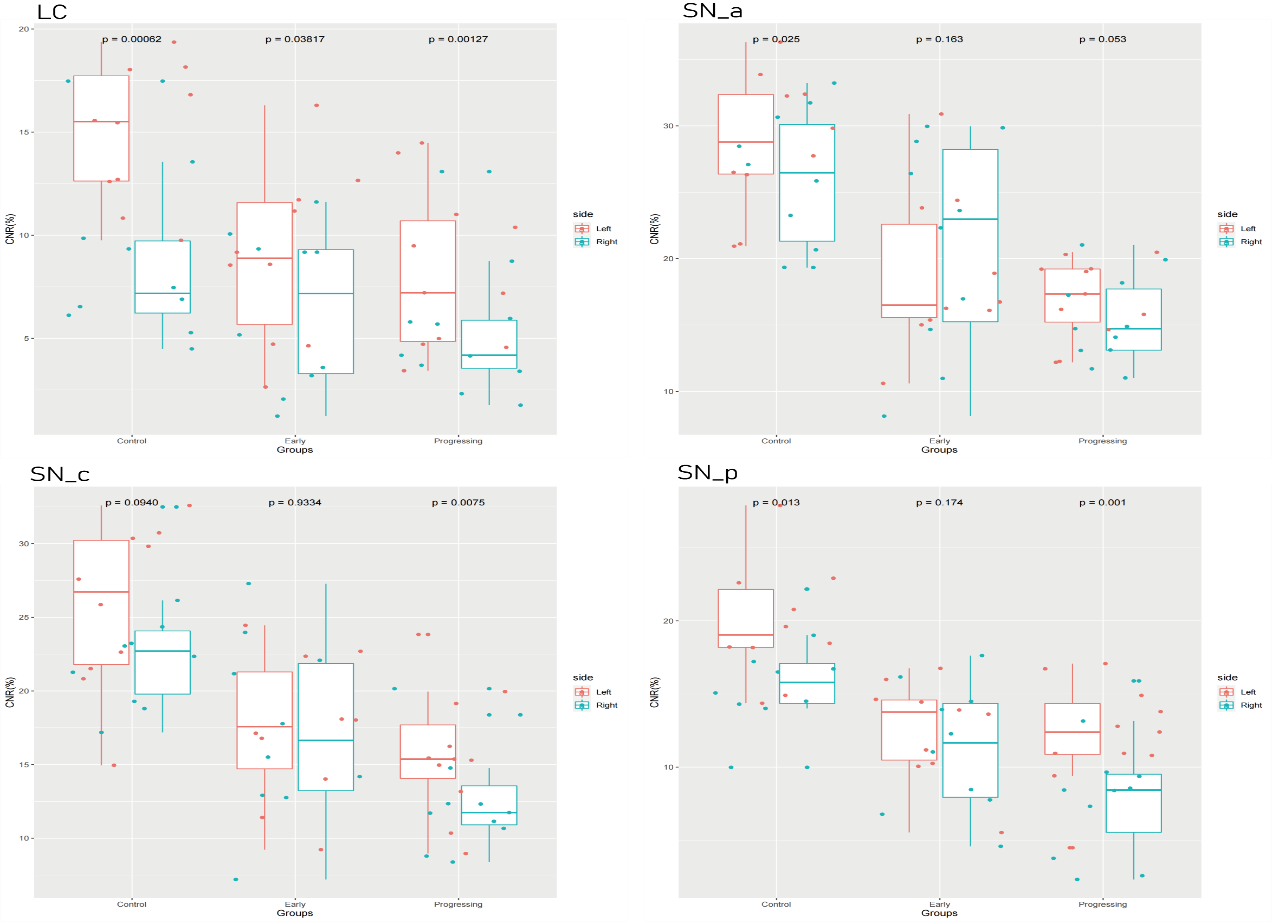 LC
p = 0.00062 p = 0.03817 p = 0.00127
20
15
10
5
CNR(%)
Control Early Progressing
Groups
side
Left
Right
SN_a
p = 0.025 p = 0.163 p = 0.053
30
20
10
CNR(%)
Control Early Progressing
Groups
side
Left
Right
SN_c
p = 0.0940 p = 0.9334 p = 0.0075
30
25
20
15
10
CNR(%)
Control Early Progressing
Groups
side
Left
Right
SN_p
p = 0.013 p = 0.174 p = 0.001
20
10
CNR(%)
Control Early Progressing
Groups
side
Left
Right